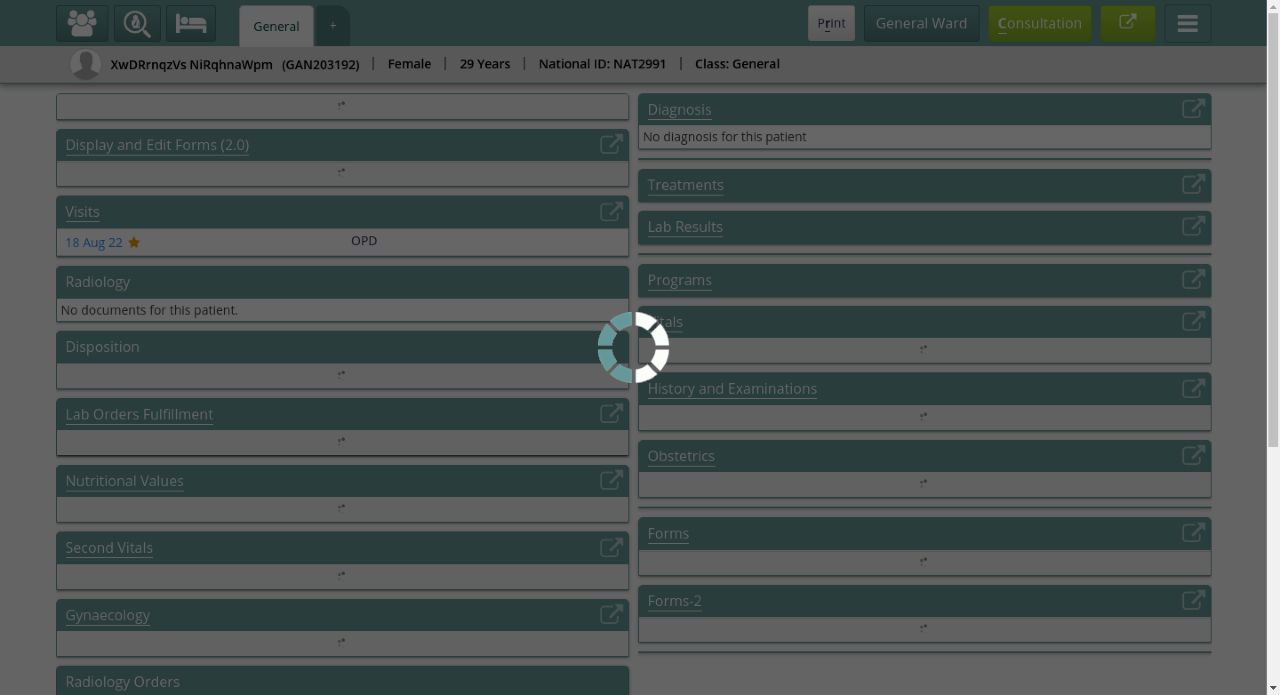 General
+
Print
General Ward
Consultation
XwDRrnqzVs NiRqhnaWpm (GAN203192) | Female | 29 Years | National ID: NAT2991 | Class: General
Display and Edit Forms (2.0)
Visits
18 Aug 22 OPD
Radiology
No documents for this patient.
Disposition
Lab Orders Fulfillment
Nutritional Values
Second Vitals
Gynaecology
Radiology Orders
Diagnosis
No diagnosis for this patient
Treatments
Lab Results
Programs
itals
History and Examinations
Obstetrics
Forms
Forms-2